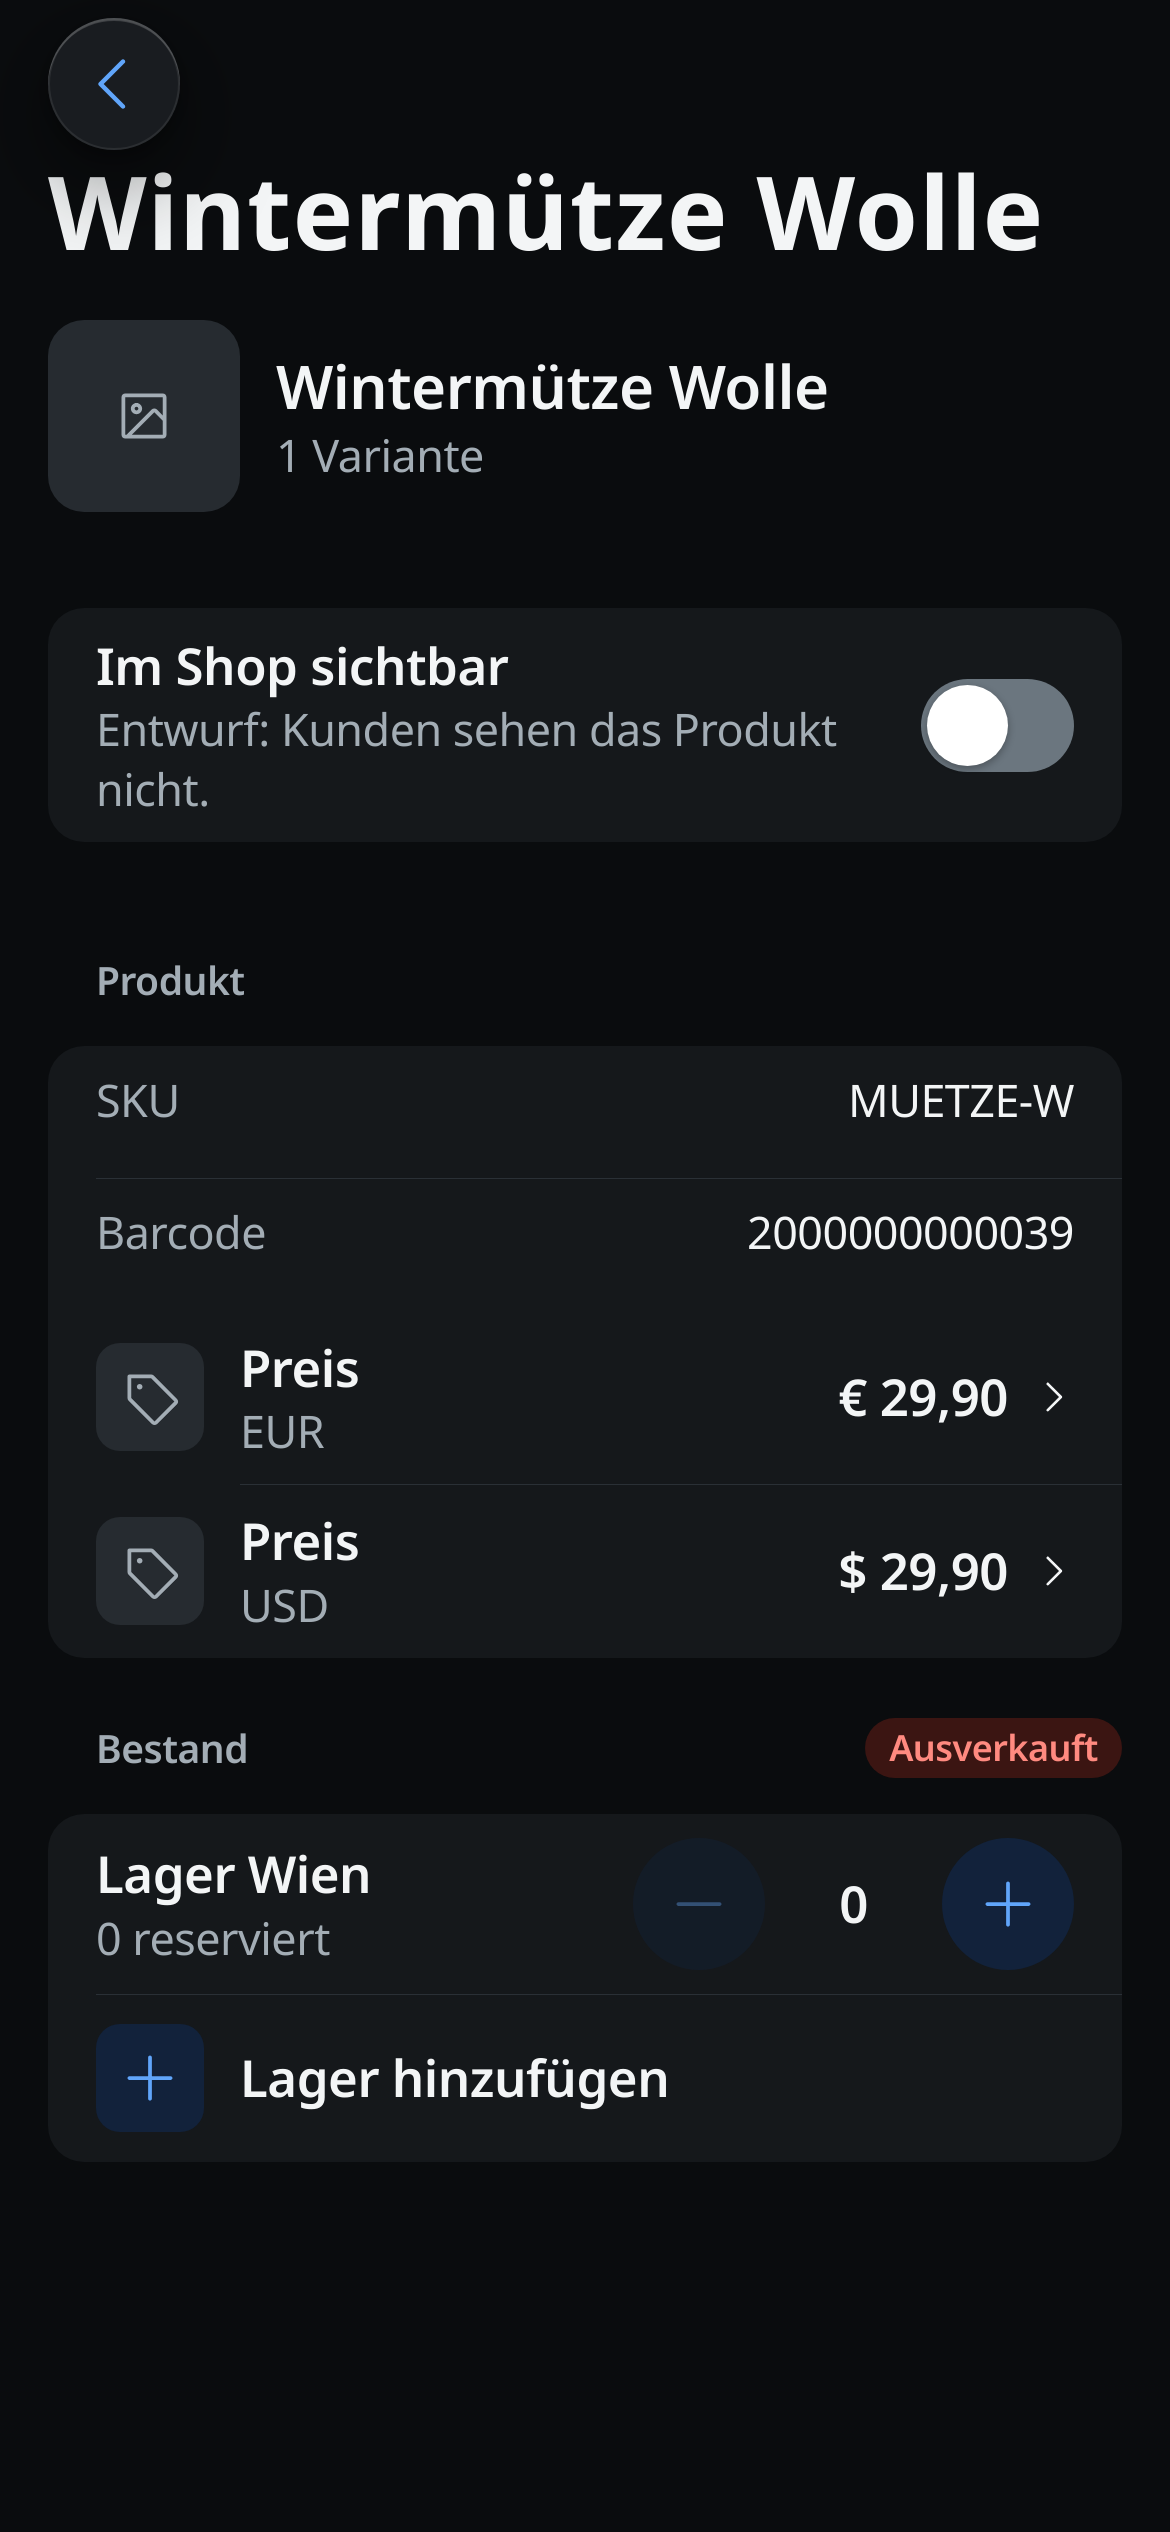 Wintermütze Wolle
Wintermütze Wolle
1 Variante
Im Shop sichtbar
Entwurf: Kunden sehen das Produkt
nicht.
Produkt
SKU MUETZE-W
Barcode 2000000000039
Preis
EUR
€ 29,90
Preis
USD
$ 29,90
Bestand Ausverkauft
Lager Wien
0 reserviert
0
Lager hinzufügen